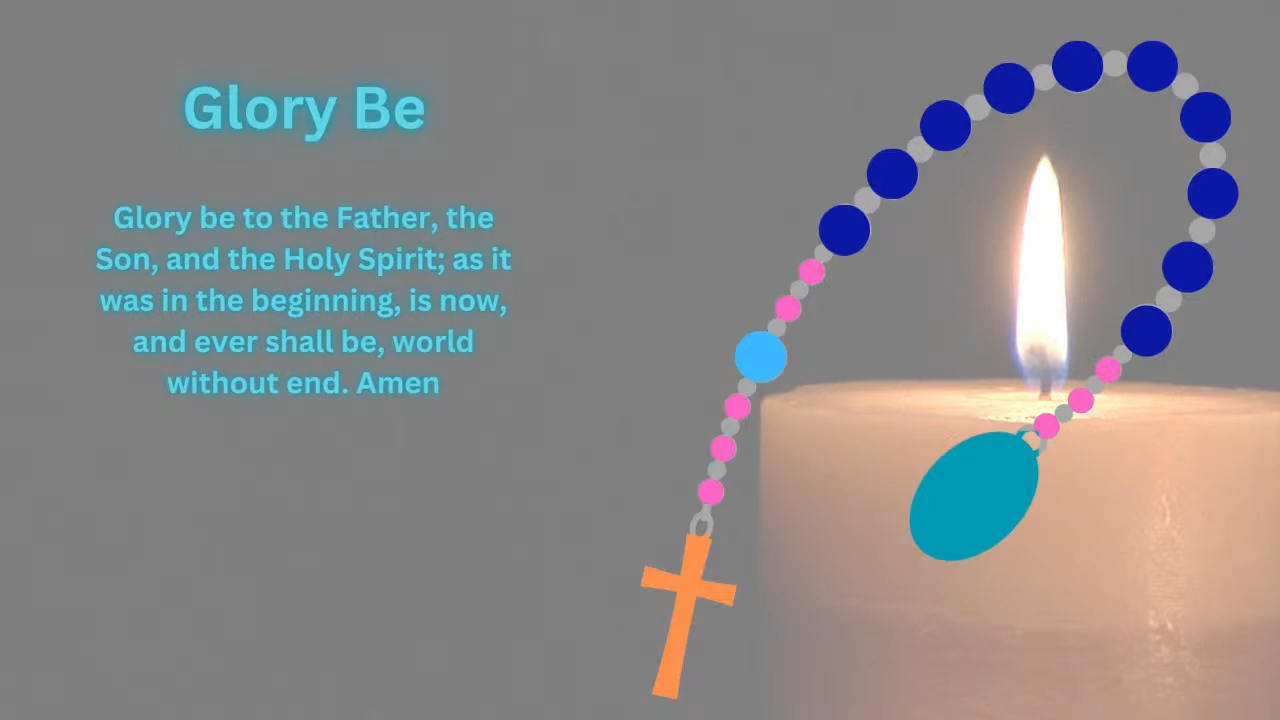 Glory Be
Glory be to the Father, the
Son, and the Holy Spirit; as it
was in the beginning, is now,
and ever shall be, world
without end. Amen